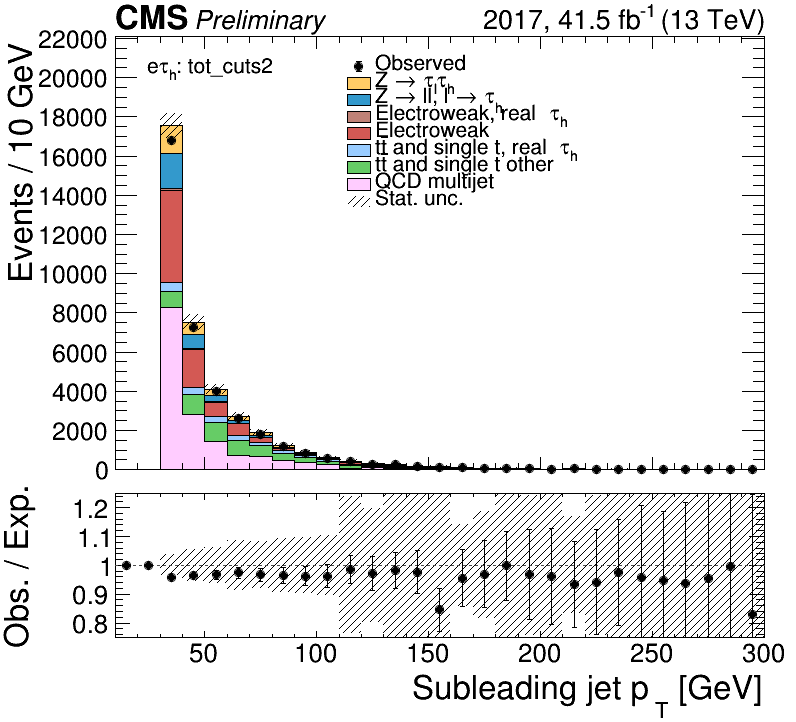 CMS Preliminary 2017, 41.5 fb⁻¹ (13 TeV)
eτh: tot_cuts2
Observed
Z → τlτh
Z → ll, l → τh
Electroweak, real τh
Electroweak
tt̄ and single t, real τh
tt̄ and single t other
QCD multijet
Stat. unc.
Events / 10 GeV
22000
20000
18000
16000
14000
12000
10000
8000
6000
4000
2000
0
Obs. / Exp.
1.2
1.1
1
0.9
0.8
50 100 150 200 250 300
Subleading jet pT [GeV]